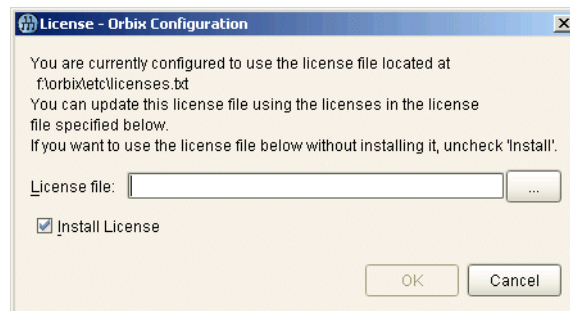 License - Orbix Configuration
You are currently configured to use the license file located at
f:\orbix\etc\licenses.txt
You can update this license file using the licenses in the license
file specified below.
If you want to use the license file below without installing it, uncheck 'Install'.
License file:
...
Install License
OK
Cancel